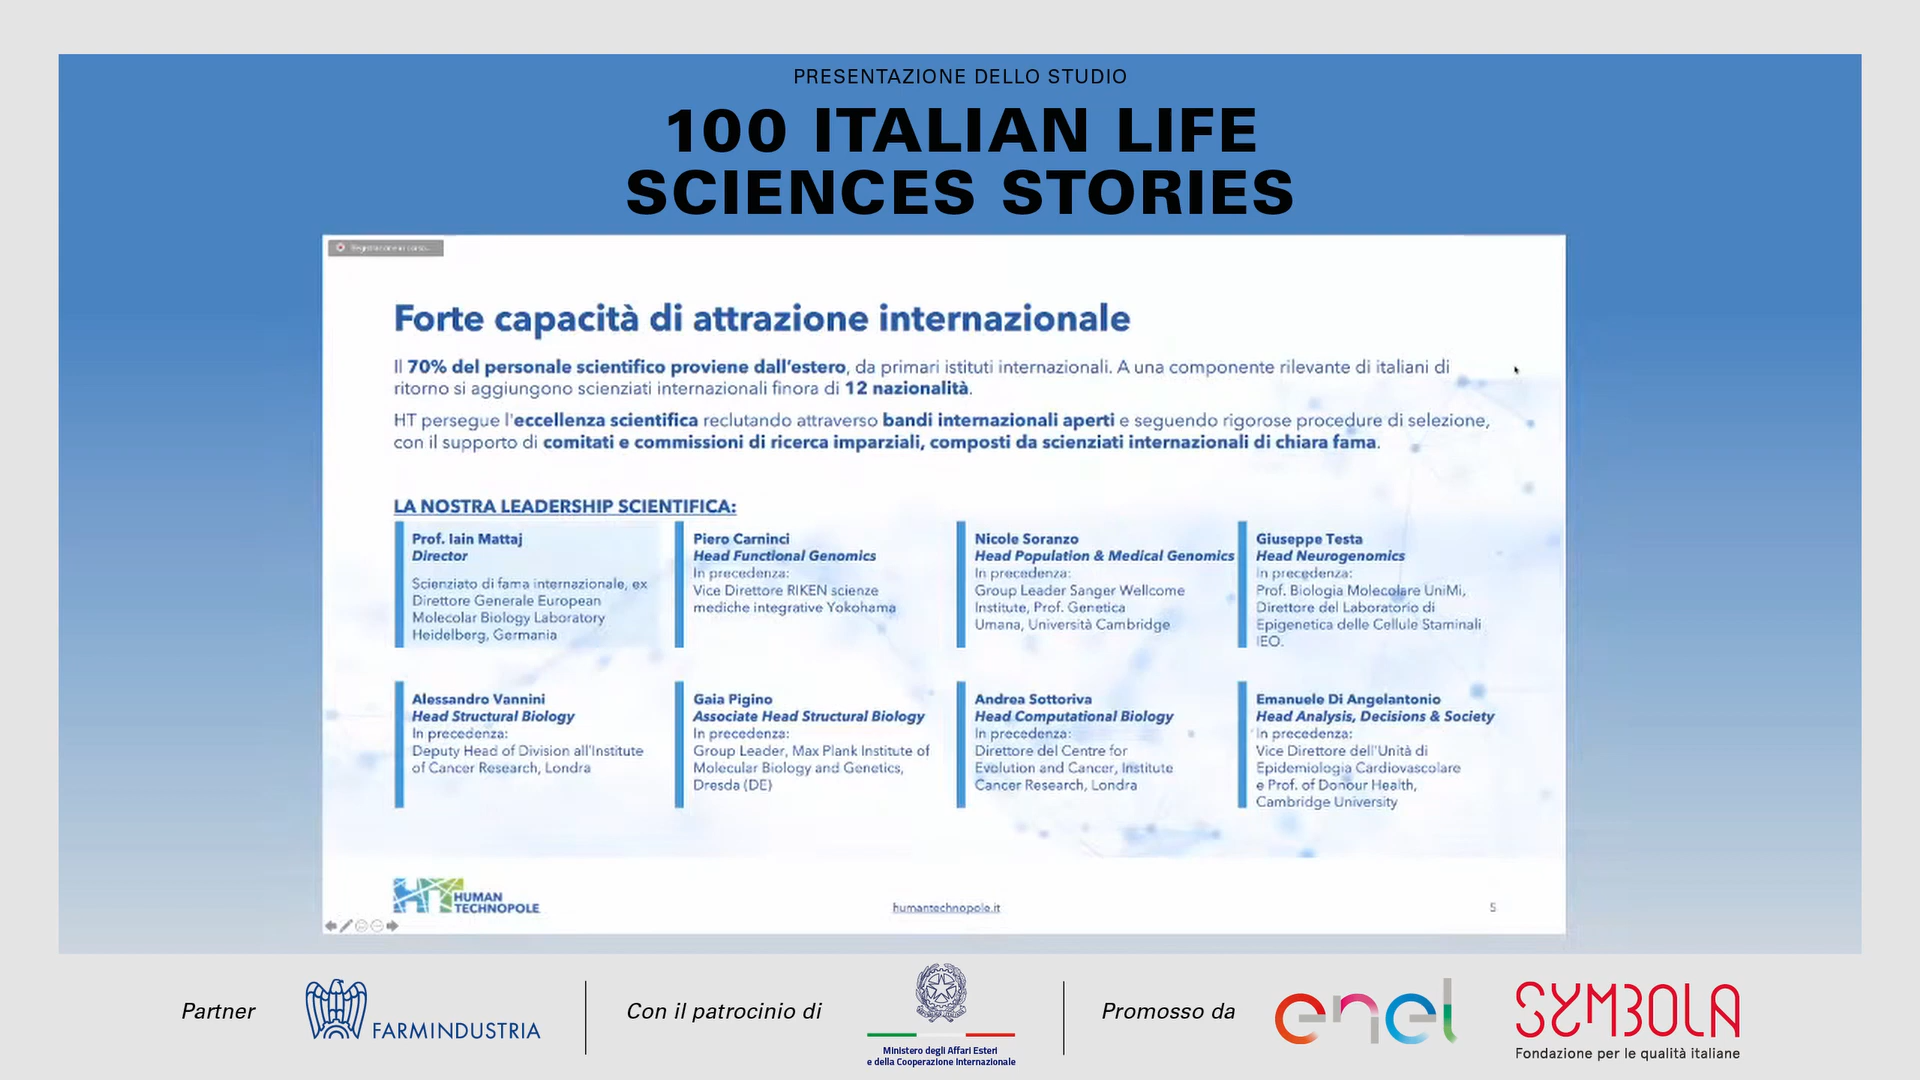 PRESENTAZIONE DELLO STUDIO
100 ITALIAN LIFE
SCIENCES STORIES
Registrazione in corso...
Forte capacità di attrazione internazionale
Il 70% del personale scientifico proviene dall'estero, da primari istituti internazionali. A una componente rilevante di italiani di
ritorno si aggiungono scienziati internazionali finora di 12 nazionalità.
HT persegue l'eccellenza scientifica reclutando attraverso bandi internazionali aperti e seguendo rigorose procedure di selezione,
con il supporto di comitati e commissioni di ricerca imparziali, composti da scienziati internazionali di chiara fama.
LA NOSTRA LEADERSHIP SCIENTIFICA:
Prof. Iain Mattaj
Director
Scienziato di fama internazionale, ex
Direttore Generale European
Molecolar Biology Laboratory
Heidelberg, Germania
Piero Carninci
Head Functional Genomics
In precedenza:
Vice Direttore RIKEN scienze
mediche integrative Yokohama
Nicole Soranzo
Head Population & Medical Genomics
In precedenza:
Group Leader Sanger Wellcome
Institute, Prof. Genetica
Umana, Università Cambridge
Giuseppe Testa
Head Neurogenomics
In precedenza:
Prof. Biologia Molecolare UniMi,
Direttore del Laboratorio di
Epigenetica delle Cellule Staminali
IEO.
Alessandro Vannini
Head Structural Biology
In precedenza:
Deputy Head of Division all'Institute
of Cancer Research, Londra
Gaia Pigino
Associate Head Structural Biology
In precedenza:
Group Leader, Max Plank Institute of
Molecular Biology and Genetics,
Dresda (DE)
Andrea Sottoriva
Head Computational Biology
In precedenza:
Direttore del Centre for
Evolution and Cancer, Institute
Cancer Research, Londra
Emanuele Di Angelantonio
Head Analysis, Decisions & Society
In precedenza:
Vice Direttore dell'Unità di
Epidemiologia Cardiovascolare
e Prof. of Donour Health,
Cambridge University
HT HUMAN
TECHNOPOLE
humantechnopole.it
5
Partner
FARMINDUSTRIA
Con il patrocinio di
Ministero degli Affari Esteri
e della Cooperazione Internazionale
Promosso da
enel
SYMBOLA
Fondazione per le qualità italiane